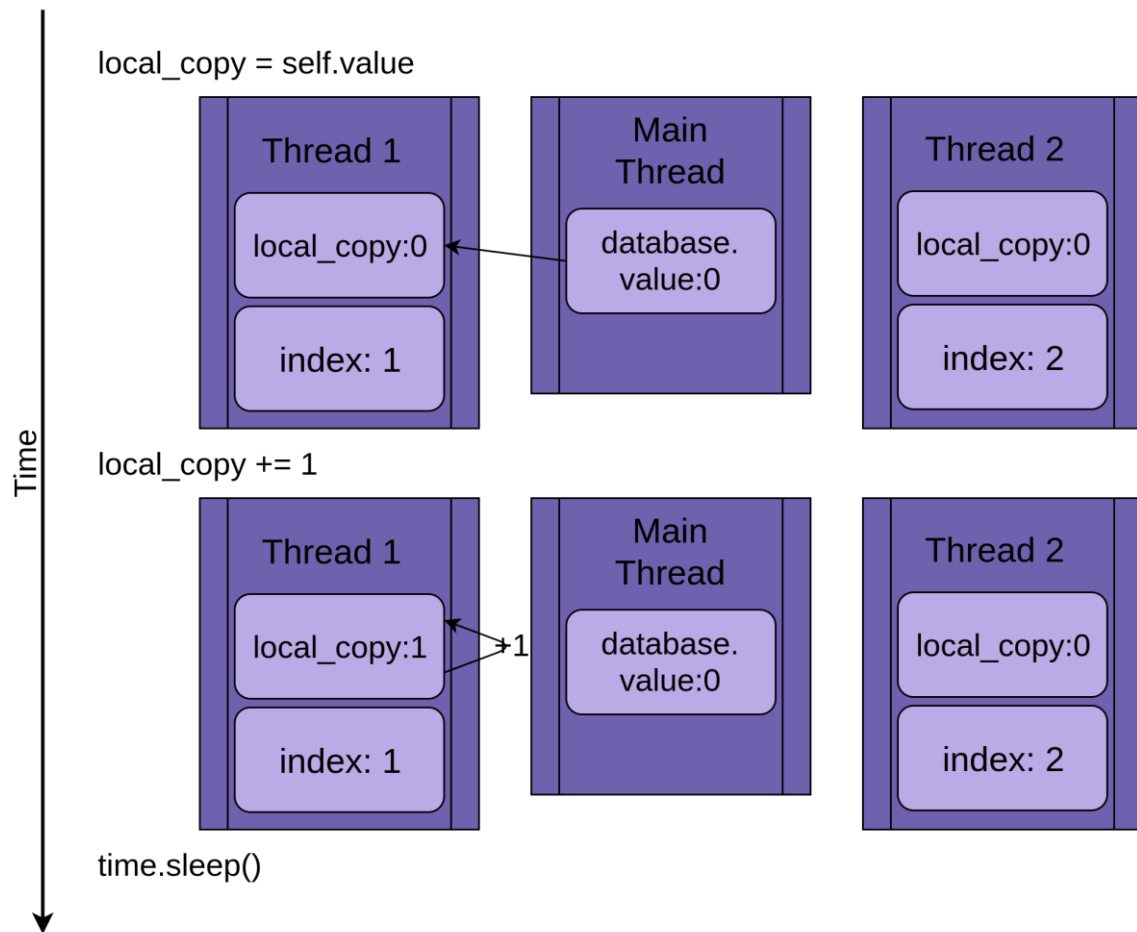 local_copy = self.value
Thread 1
local_copy:0
index: 1
Main
Thread
database.
value:0
Thread 2
local_copy:0
index: 2
Time
local_copy += 1
Thread 1
local_copy:1
+1
index: 1
Main
Thread
database.
value:0
Thread 2
local_copy:0
index: 2
time.sleep()